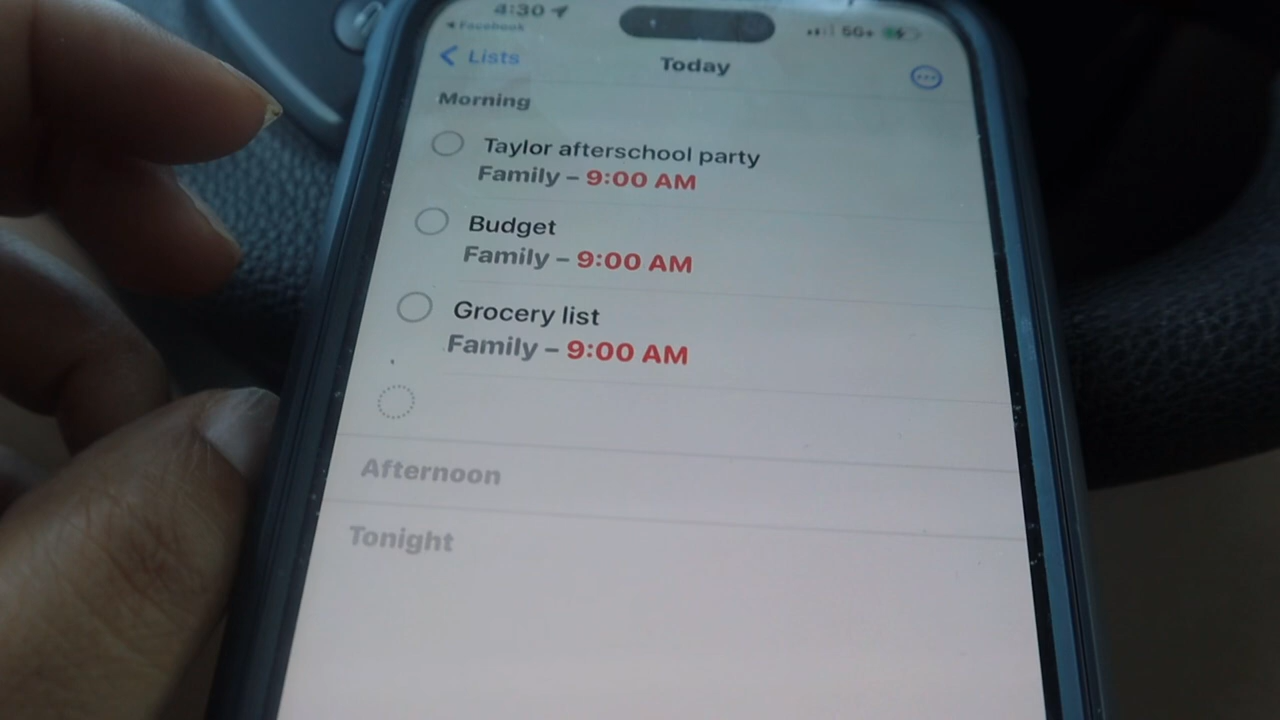 4:30
Facebook
5G+
Lists
Today
Morning
Taylor afterschool party
Family – 9:00 AM
Budget
Family – 9:00 AM
Grocery list
Family – 9:00 AM
Afternoon
Tonight